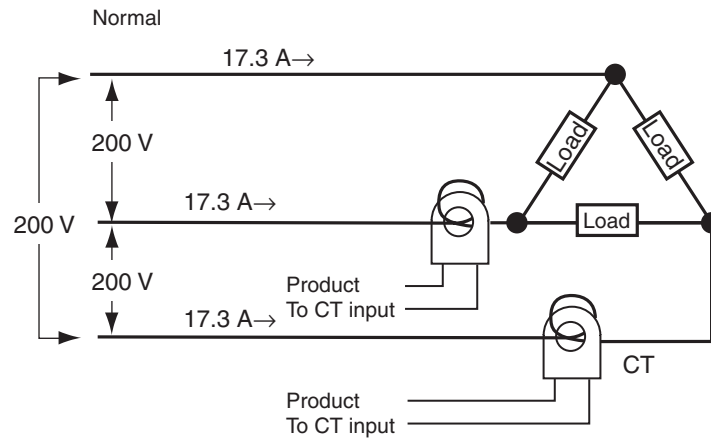 Normal
17.3 A→
200 V
17.3 A→
200 V
200 V
17.3 A→
Load
Load
Load
Product
To CT input
CT
Product
To CT input